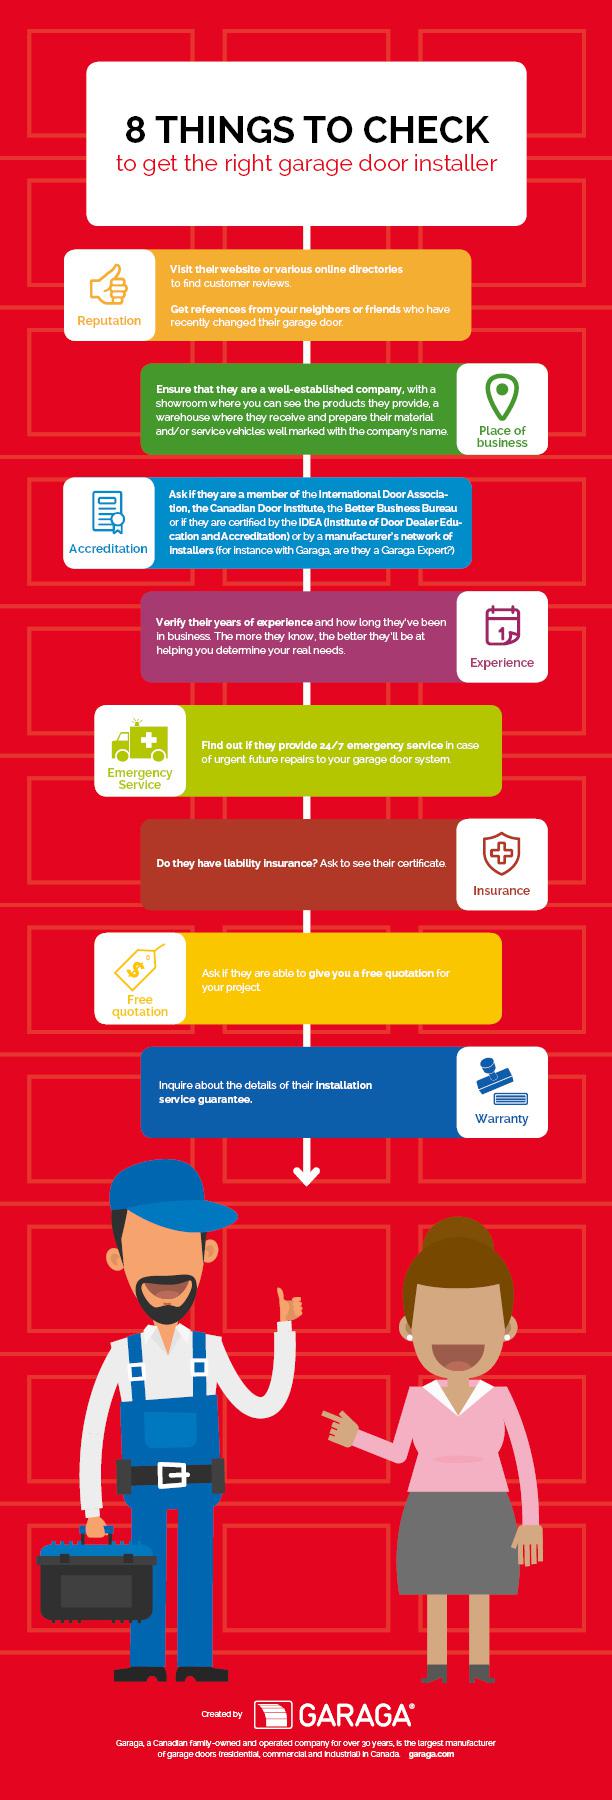 8 THINGS TO CHECK
to get the right garage door installer
Reputation
Visit their website or various online directories
to find customer reviews.
Get references from your neighbors or friends who have
recently changed their garage door.
Ensure that they are a well-established company, with a
showroom where you can see the products they provide, a
warehouse where they receive and prepare their material
and/or service vehicles well marked with the company's name.
Place of
business
Accreditation
Ask if they are a member of the International Door Associa-
tion, the Canadian Door Institute, the Better Business Bureau
or if they are certified by the IDEA (Institute of Door Dealer Edu-
cation and Accreditation) or by a manufacturer's network of
installers (for instance with Garaga, are they a Garaga Expert?)
Verify their years of experience and how long they've been
in business. The more they know, the better they'll be at
helping you determine your real needs.
1
Experience
Emergency
Service
Find out if they provide 24/7 emergency service in case
of urgent future repairs to your garage door system.
Do they have liability insurance? Ask to see their certificate.
Insurance
$
Free
quotation
Ask if they are able to give you a free quotation for
your project.
Inquire about the details of their installation
service guarantee.
Warranty
Created by
GARAGA®
Garaga, a Canadian family-owned and operated company for over 30 years, is the largest manufacturer
of garage doors (residential, commercial and industrial) in Canada. garaga.com